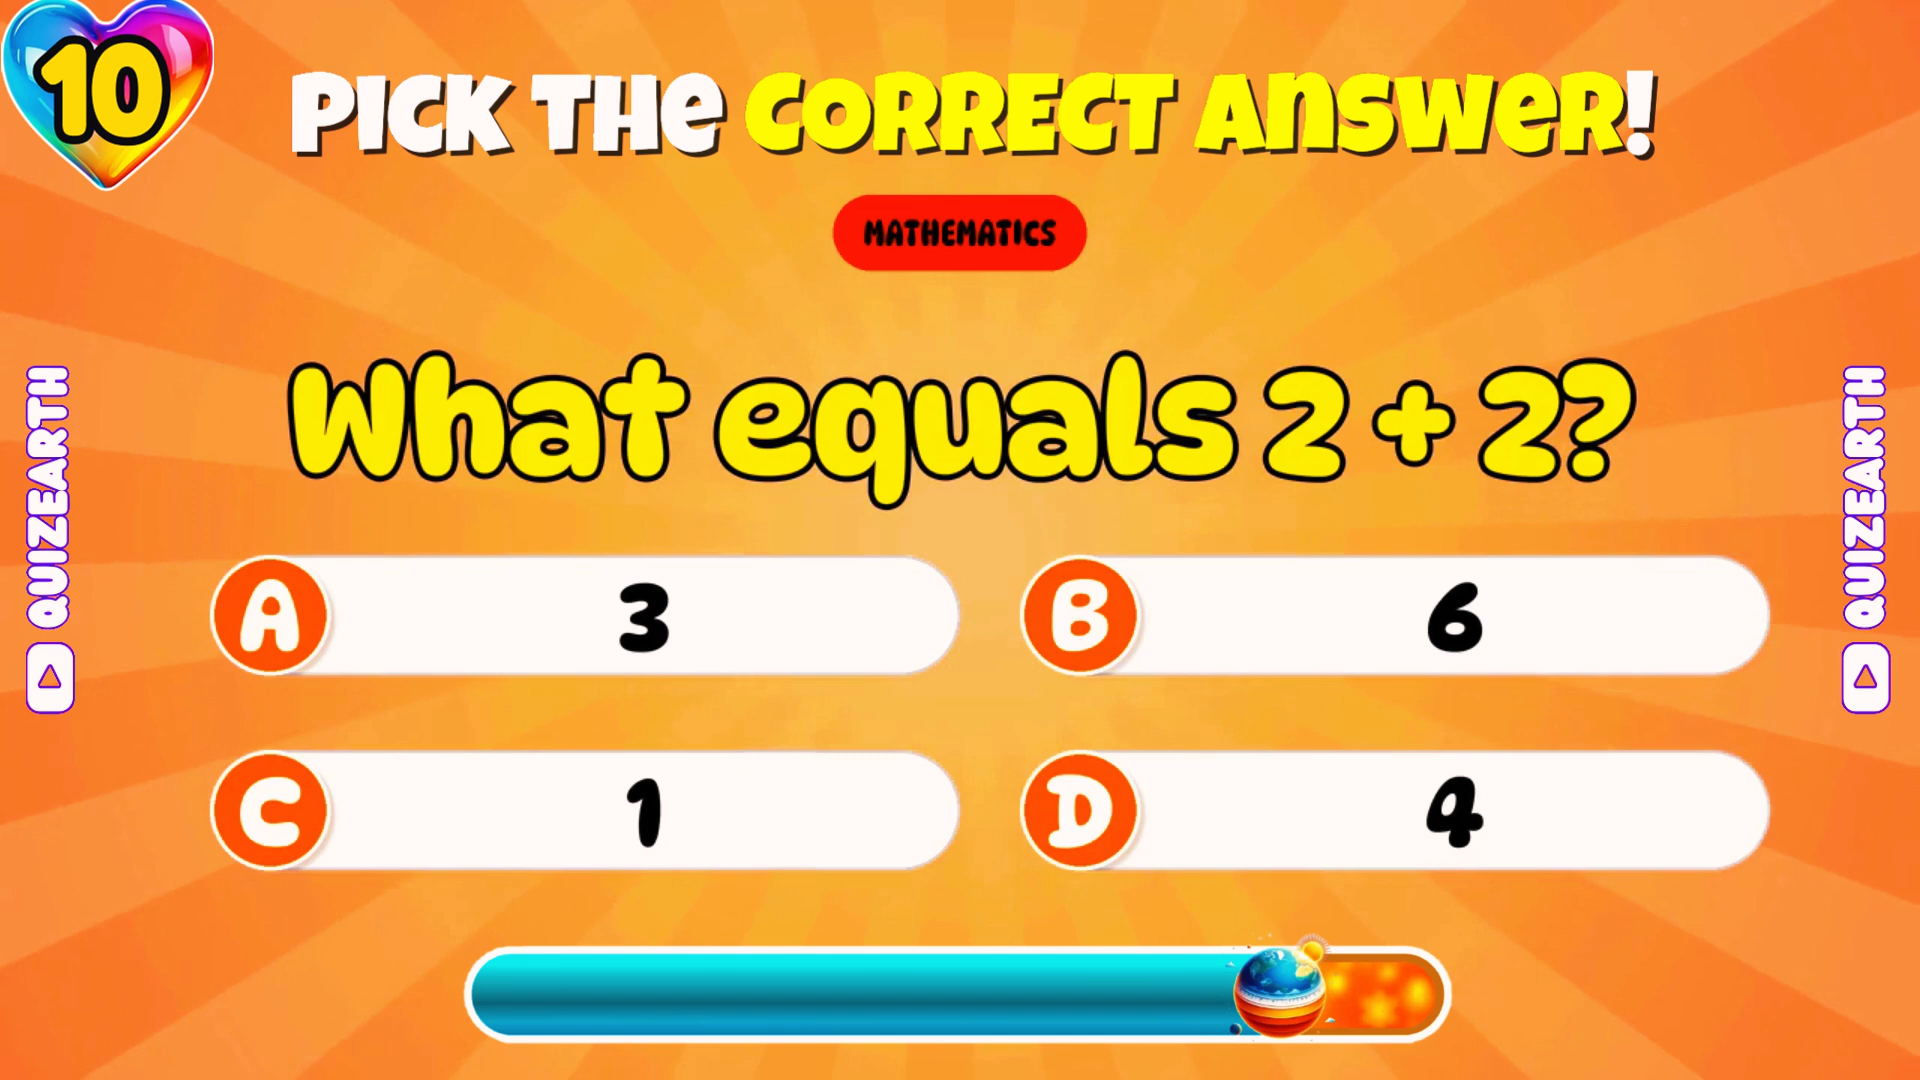 10
PICK THE CORRECT ANSWER!
MATHEMATICS
What equals 2 + 2?
A 3
B 6
C 1
D 4
QUIZEARTH
QUIZEARTH